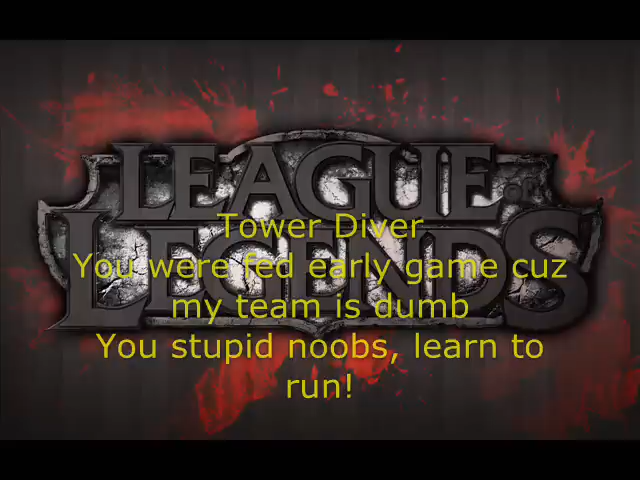 LEAGUE
OF
LEGENDS
Tower Diver
You were fed early game cuz
my team is dumb
You stupid noobs, learn to
run!